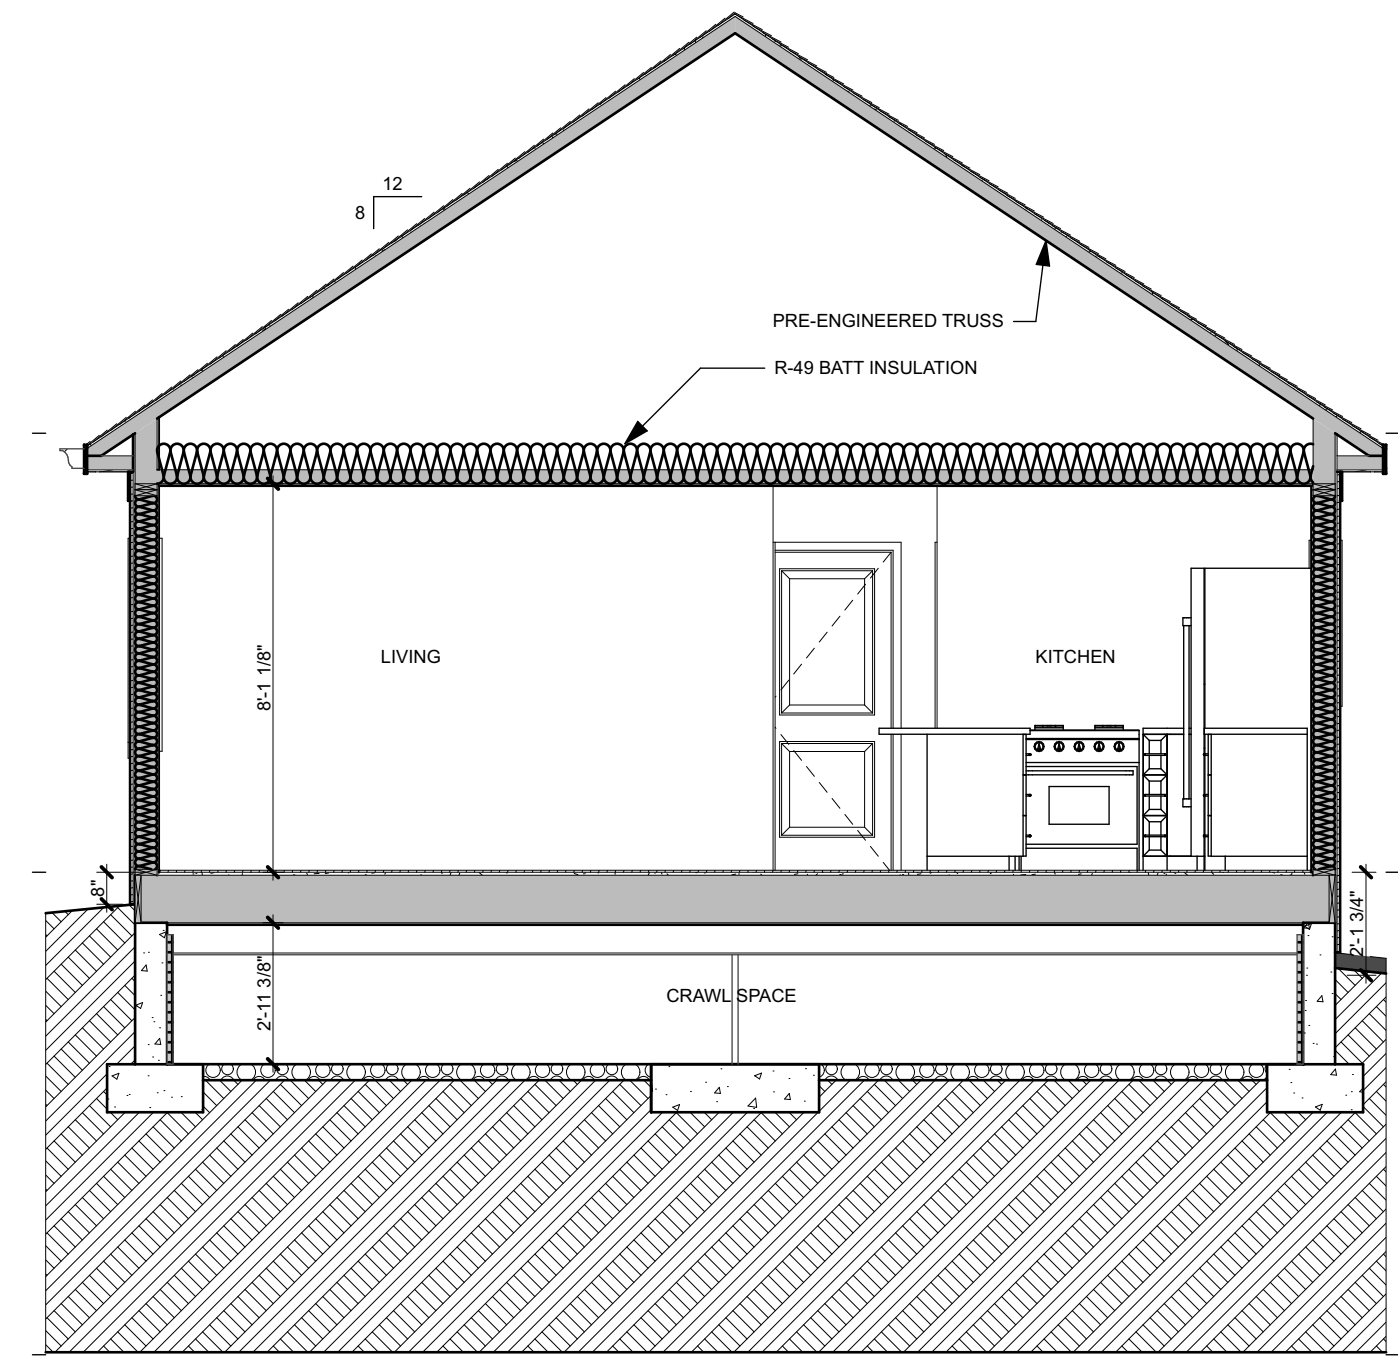 12
8
PRE-ENGINEERED TRUSS
R-49 BATT INSULATION
LIVING
KITCHEN
8'-1 1/8"
8"
2'-1 3/4"
2'-11 3/8"
CRAWL SPACE